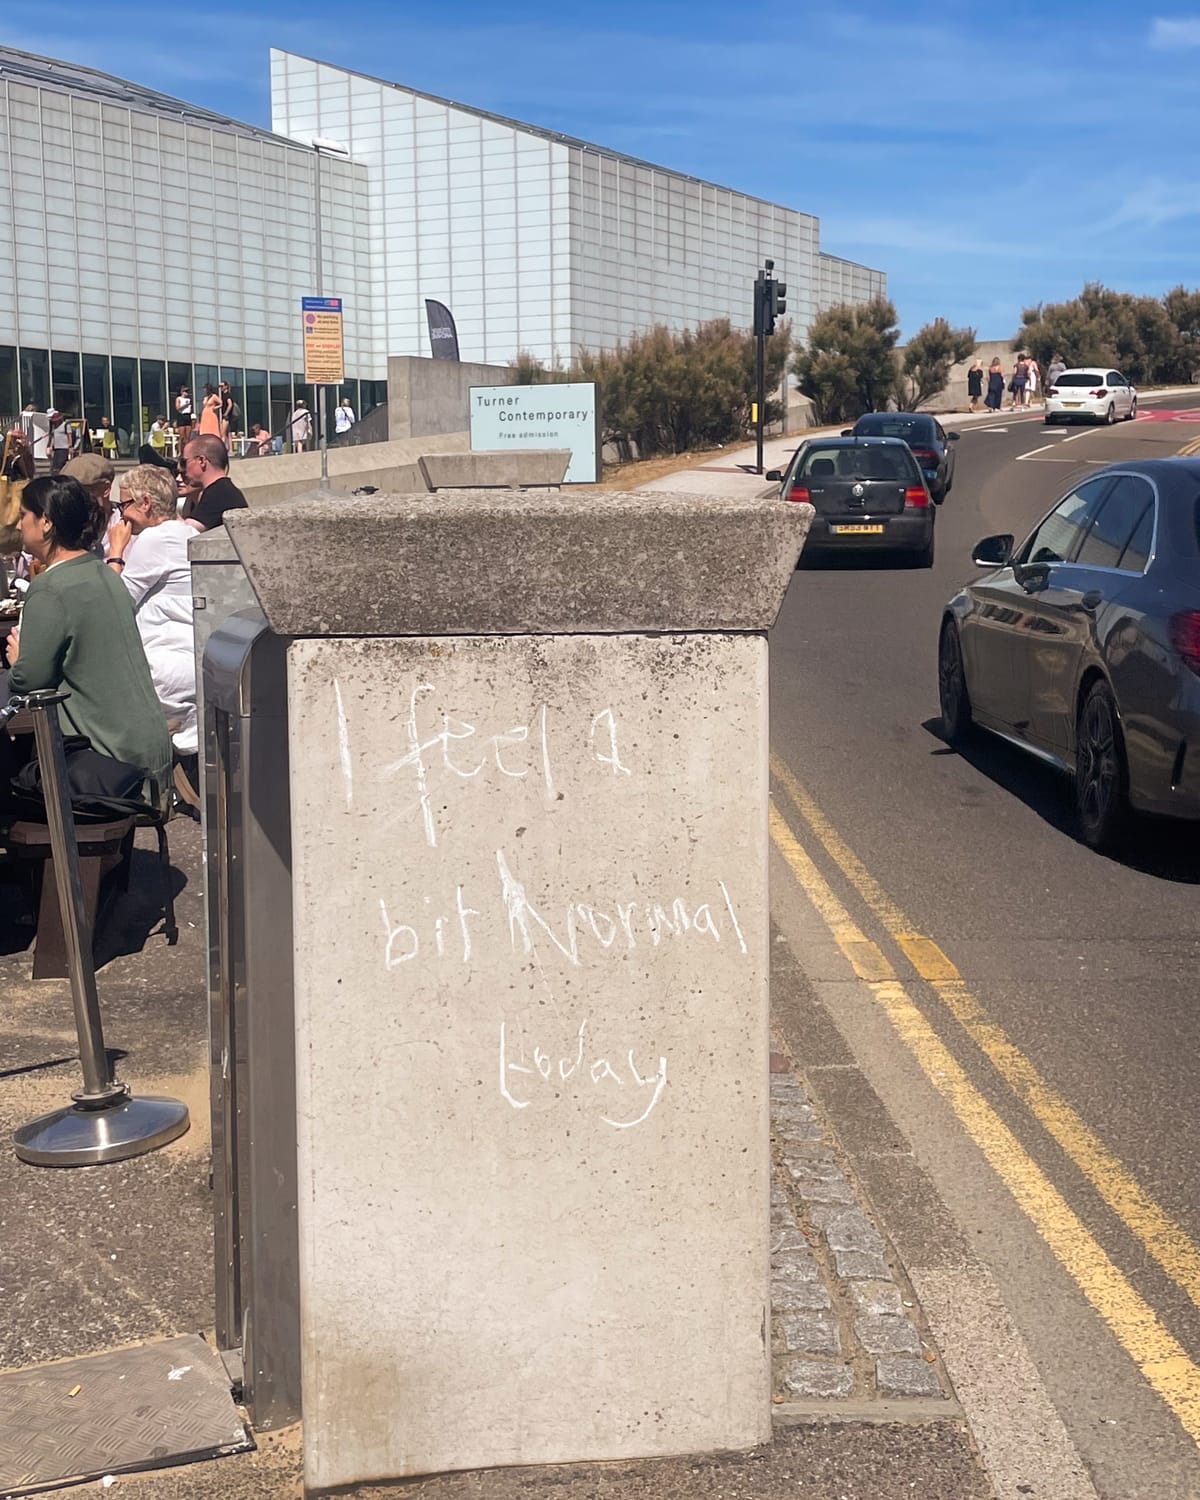 Turner
Contemporary
Free admission
I feel a
bit Normal
today